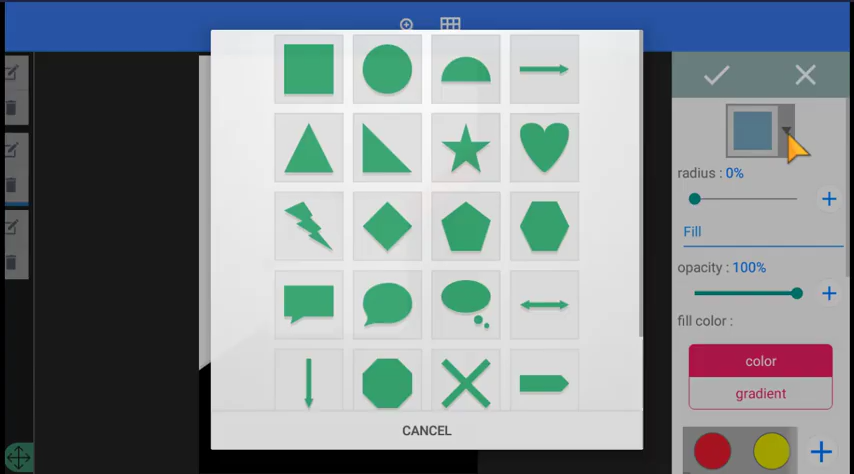 radius : 0%
Fill
opacity : 100%
fill color :
color
gradient
CANCEL